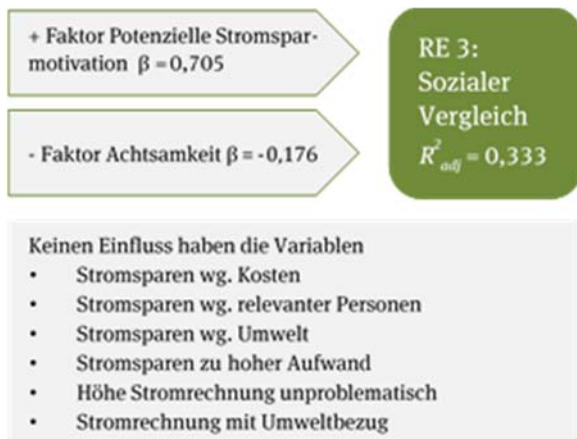 + Faktor Potenzielle Stromspar-
motivation β = 0,705
- Faktor Achtsamkeit β = -0,176
RE 3:
Sozialer
Vergleich
R²adj = 0,333
Keinen Einfluss haben die Variablen
• Stromsparen wg. Kosten
• Stromsparen wg. relevanter Personen
• Stromsparen wg. Umwelt
• Stromsparen zu hoher Aufwand
• Höhe Stromrechnung unproblematisch
• Stromrechnung mit Umweltbezug